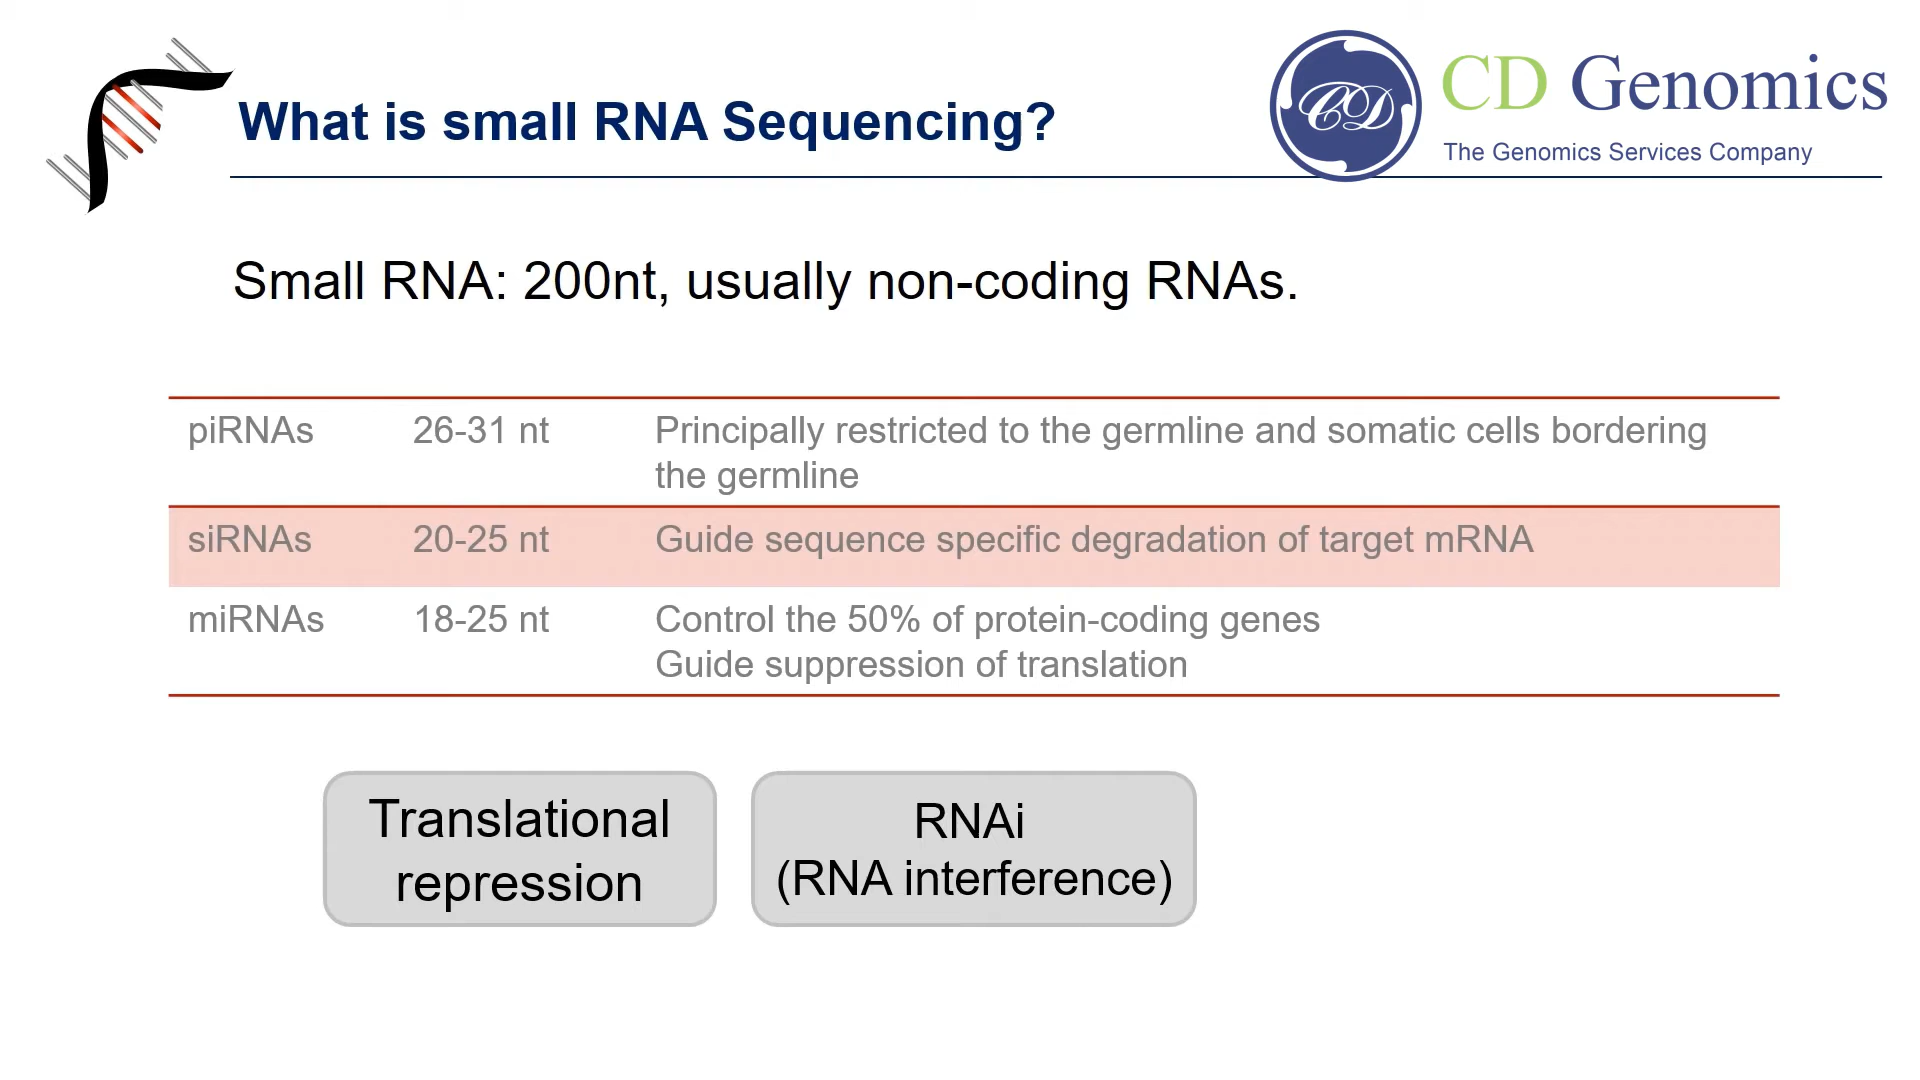 What is small RNA Sequencing?
CD
CD Genomics
The Genomics Services Company
Small RNA: 200nt, usually non-coding RNAs.
piRNAs 26-31 nt Principally restricted to the germline and somatic cells bordering
the germline
siRNAs 20-25 nt Guide sequence specific degradation of target mRNA
miRNAs 18-25 nt Control the 50% of protein-coding genes
Guide suppression of translation
Translational
repression
RNAi
(RNA interference)